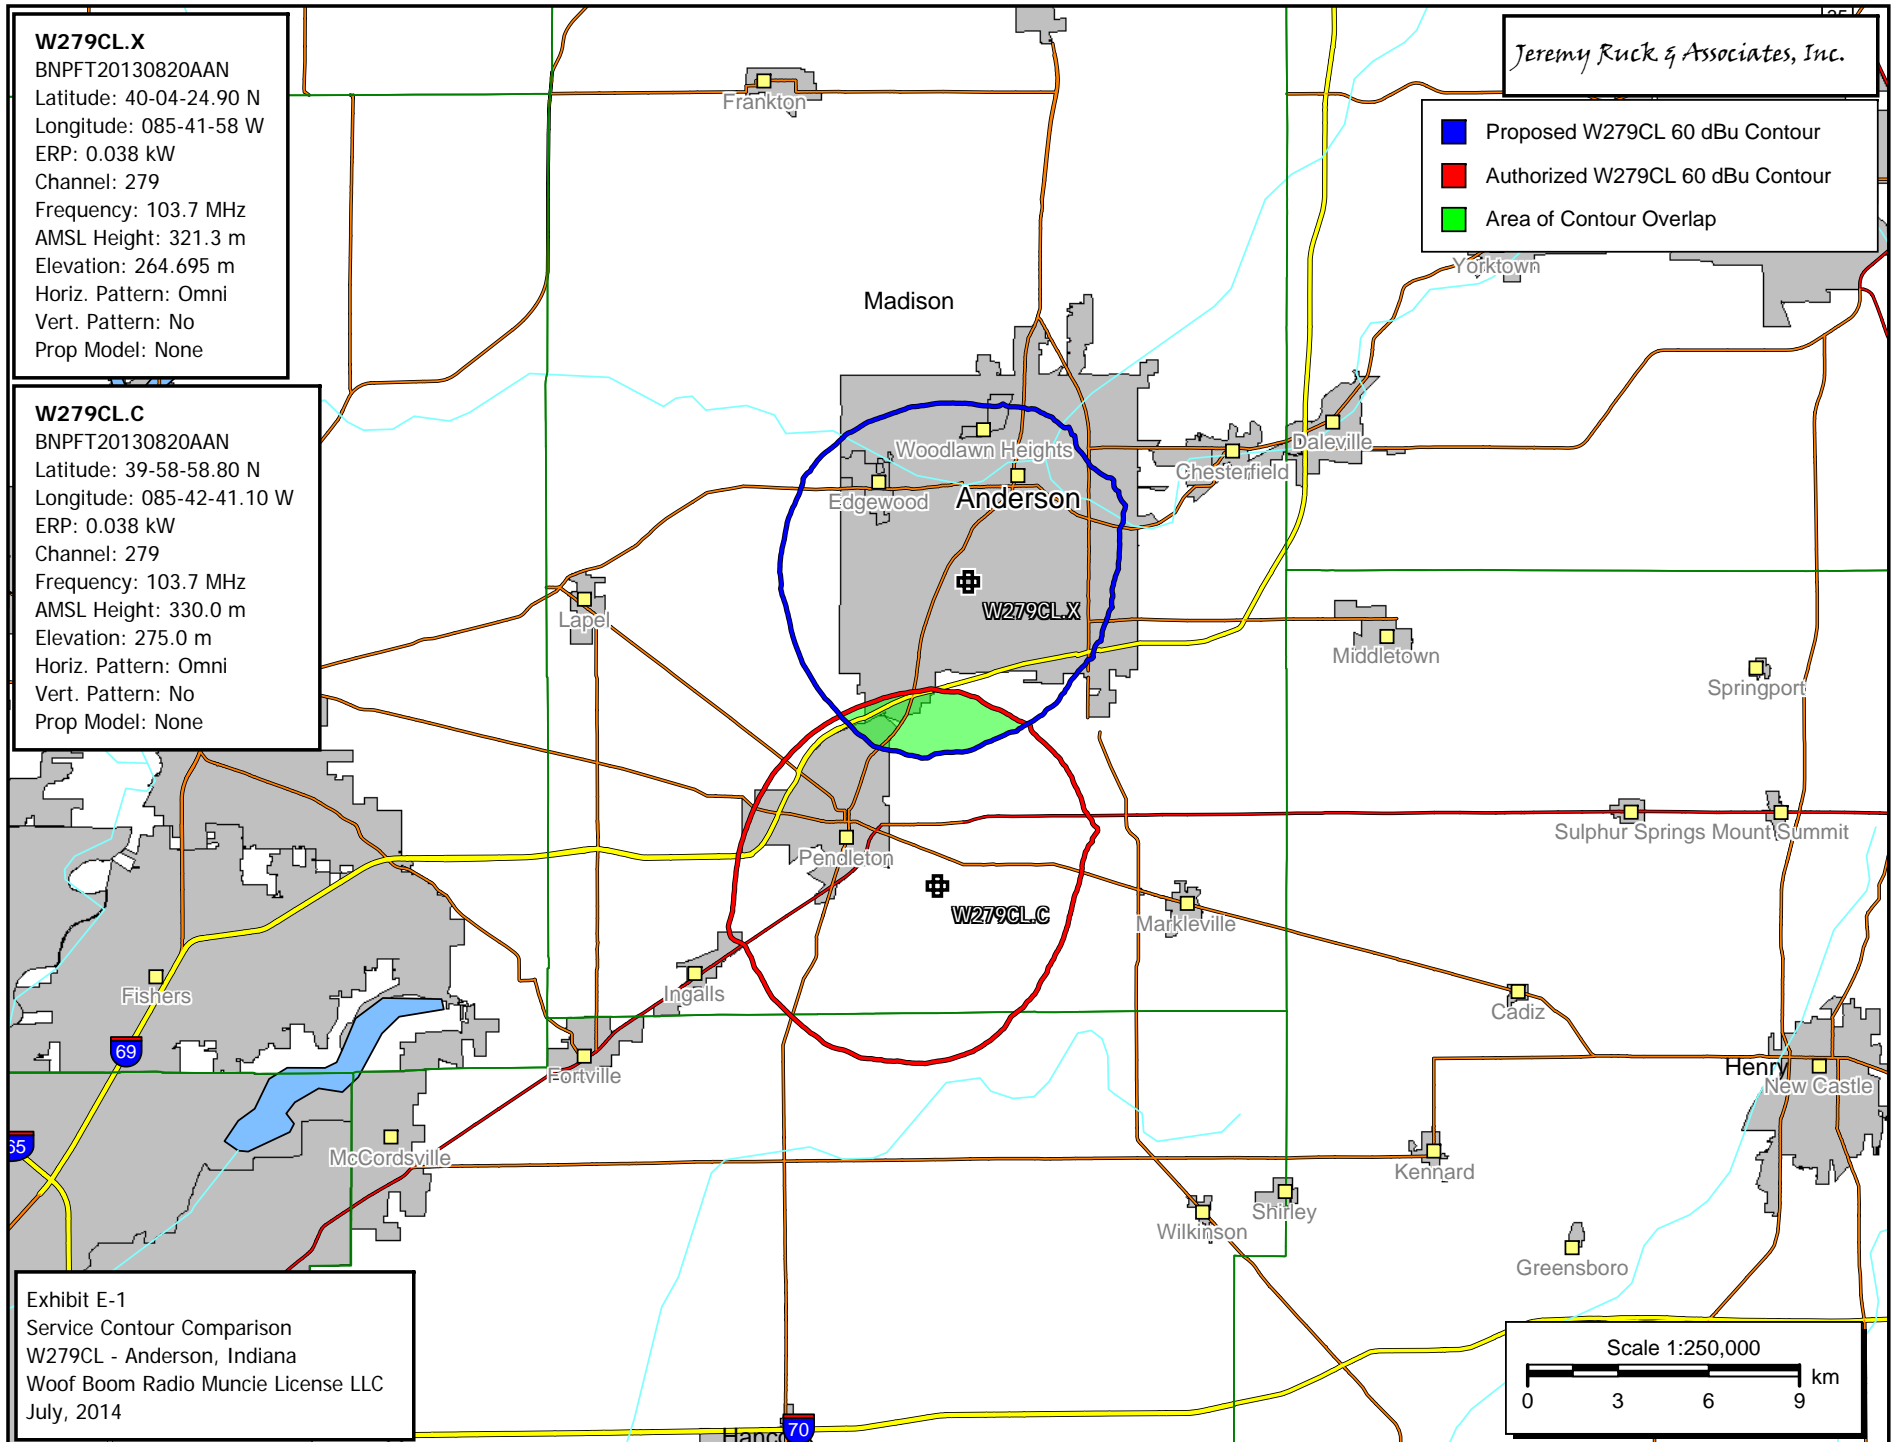 W279CL.X
BNPFT20130820AAN
Latitude: 40-04-24.90 N
Longitude: 085-41-58 W
ERP: 0.038 kW
Channel: 279
Frequency: 103.7 MHz
AMSL Height: 321.3 m
Elevation: 264.695 m
Horiz. Pattern: Omni
Vert. Pattern: No
Prop Model: None
W279CL.C
BNPFT20130820AAN
Latitude: 39-58-58.80 N
Longitude: 085-42-41.10 W
ERP: 0.038 kW
Channel: 279
Frequency: 103.7 MHz
AMSL Height: 330.0 m
Elevation: 275.0 m
Horiz. Pattern: Omni
Vert. Pattern: No
Prop Model: None
Jeremy Ruck & Associates, Inc.
Proposed W279CL 60 dBu Contour
Authorized W279CL 60 dBu Contour
Area of Contour Overlap
Frankton
Yorktown
Madison
Woodlawn Heights
Daleville
Chesterfield
Edgewood
Anderson
W279CL.X
Lapel
Middletown
Springport
Sulphur Springs
Mount Summit
Pendleton
W279CL.C
Markleville
Fishers
Ingalls
Cadiz
69
Fortville
Henry
New Castle
65
McCordsville
Kennard
Shirley
Wilkinson
Greensboro
70
Exhibit E-1
Service Contour Comparison
W279CL - Anderson, Indiana
Woof Boom Radio Muncie License LLC
July, 2014
Scale 1:250,000
km
0 3 6 9